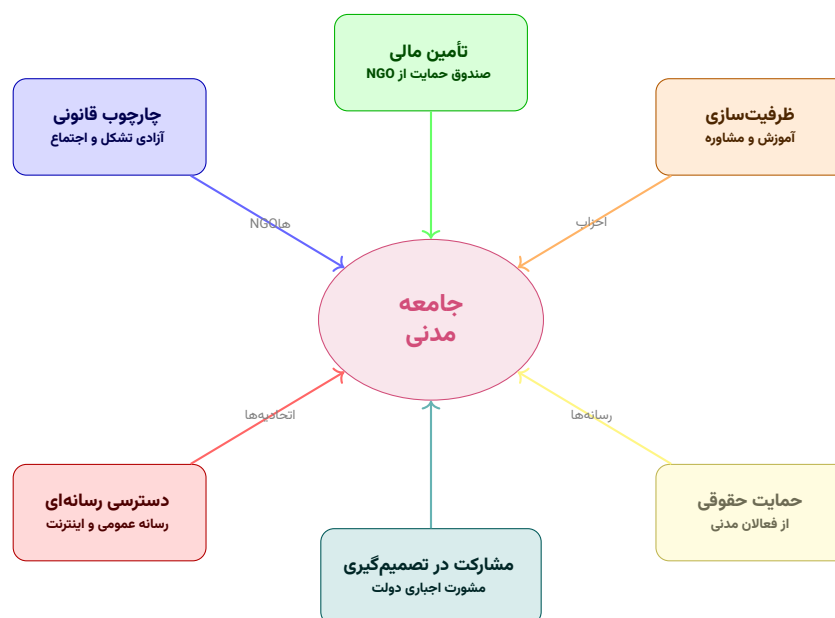 تأمین مالی
صندوق حمایت از NGO
ظرفیت‌سازی
آموزش و مشاوره
چارچوب قانونی
آزادی تشکل و اجتماع
احزاب
NGOها
جامعه
مدنی
رسانه‌ها
اتحادیه‌ها
حمایت حقوقی
از فعالان مدنی
دسترسی رسانه‌ای
رسانه عمومی و اینترنت
مشارکت در تصمیم‌گیری
مشورت اجباری دولت